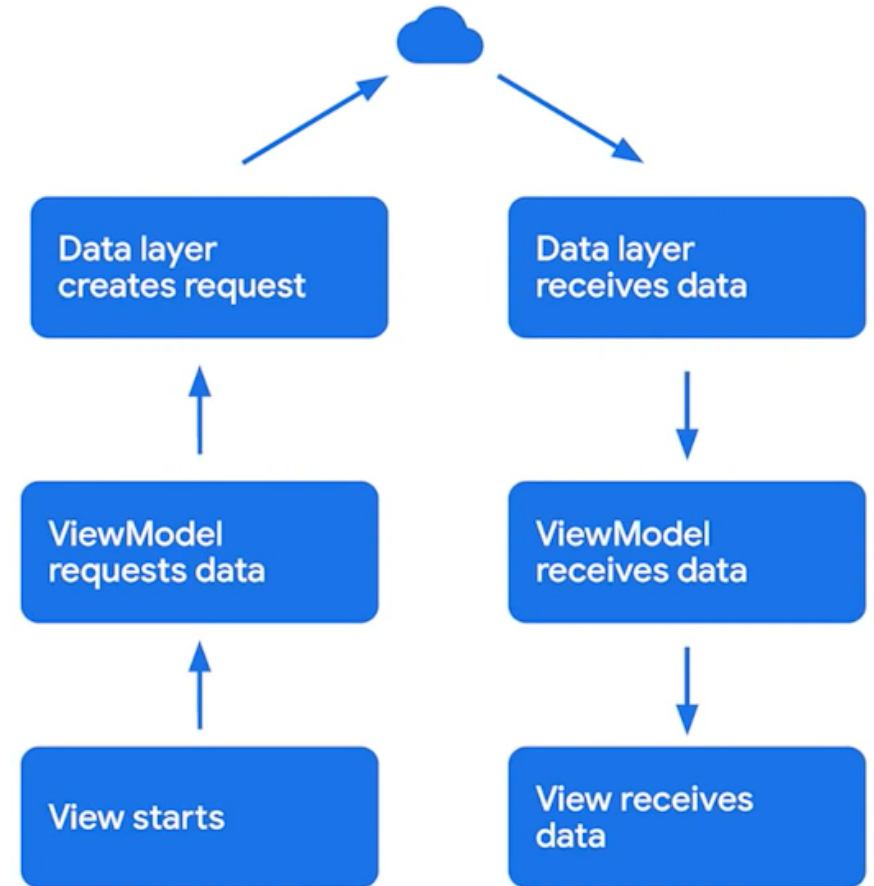 Data layer
creates request
Data layer
receives data
ViewModel
requests data
ViewModel
receives data
View starts
View receives
data